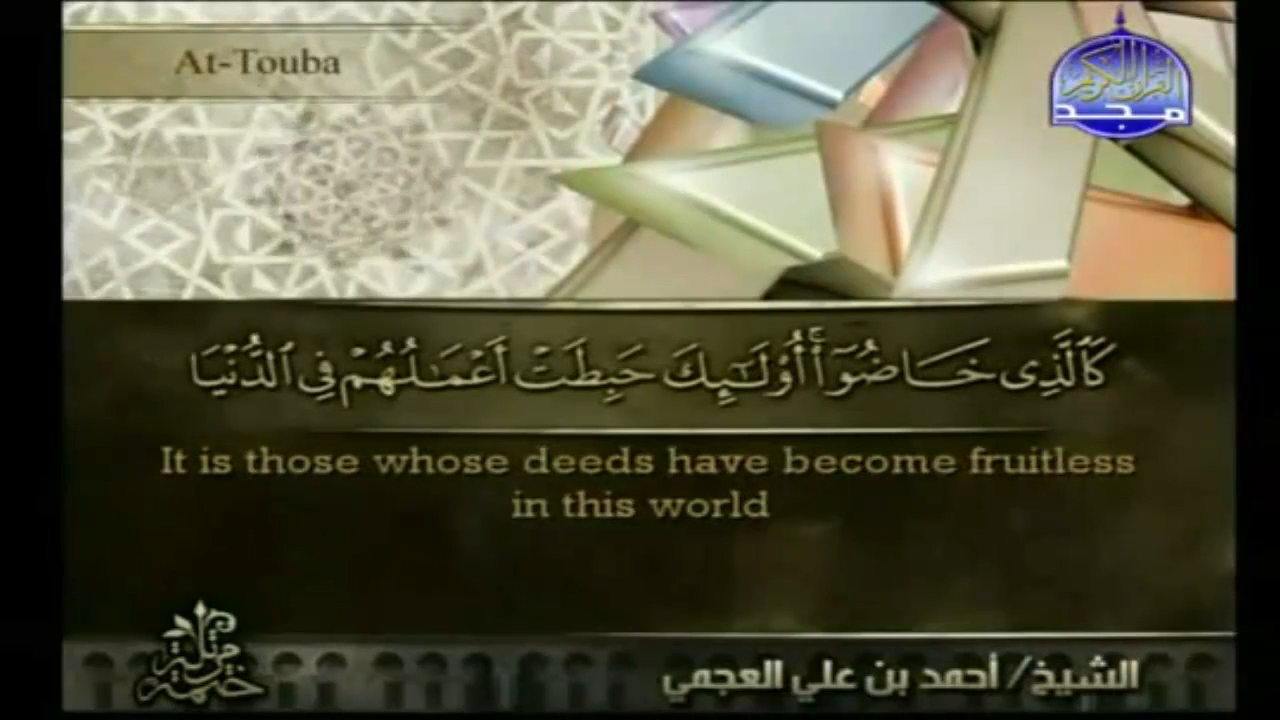 At-Touba
القرآن الكريم
مجد
كَٱلَّذِى خَاضُوٓا۟ۚ أُو۟لَـٰٓئِكَ حَبِطَتْ أَعْمَـٰلُهُمْ فِى ٱلدُّنْيَا
It is those whose deeds have become fruitless
in this world
ختمة
مرتلة
الشيخ/ أحمد بن علي العجمي